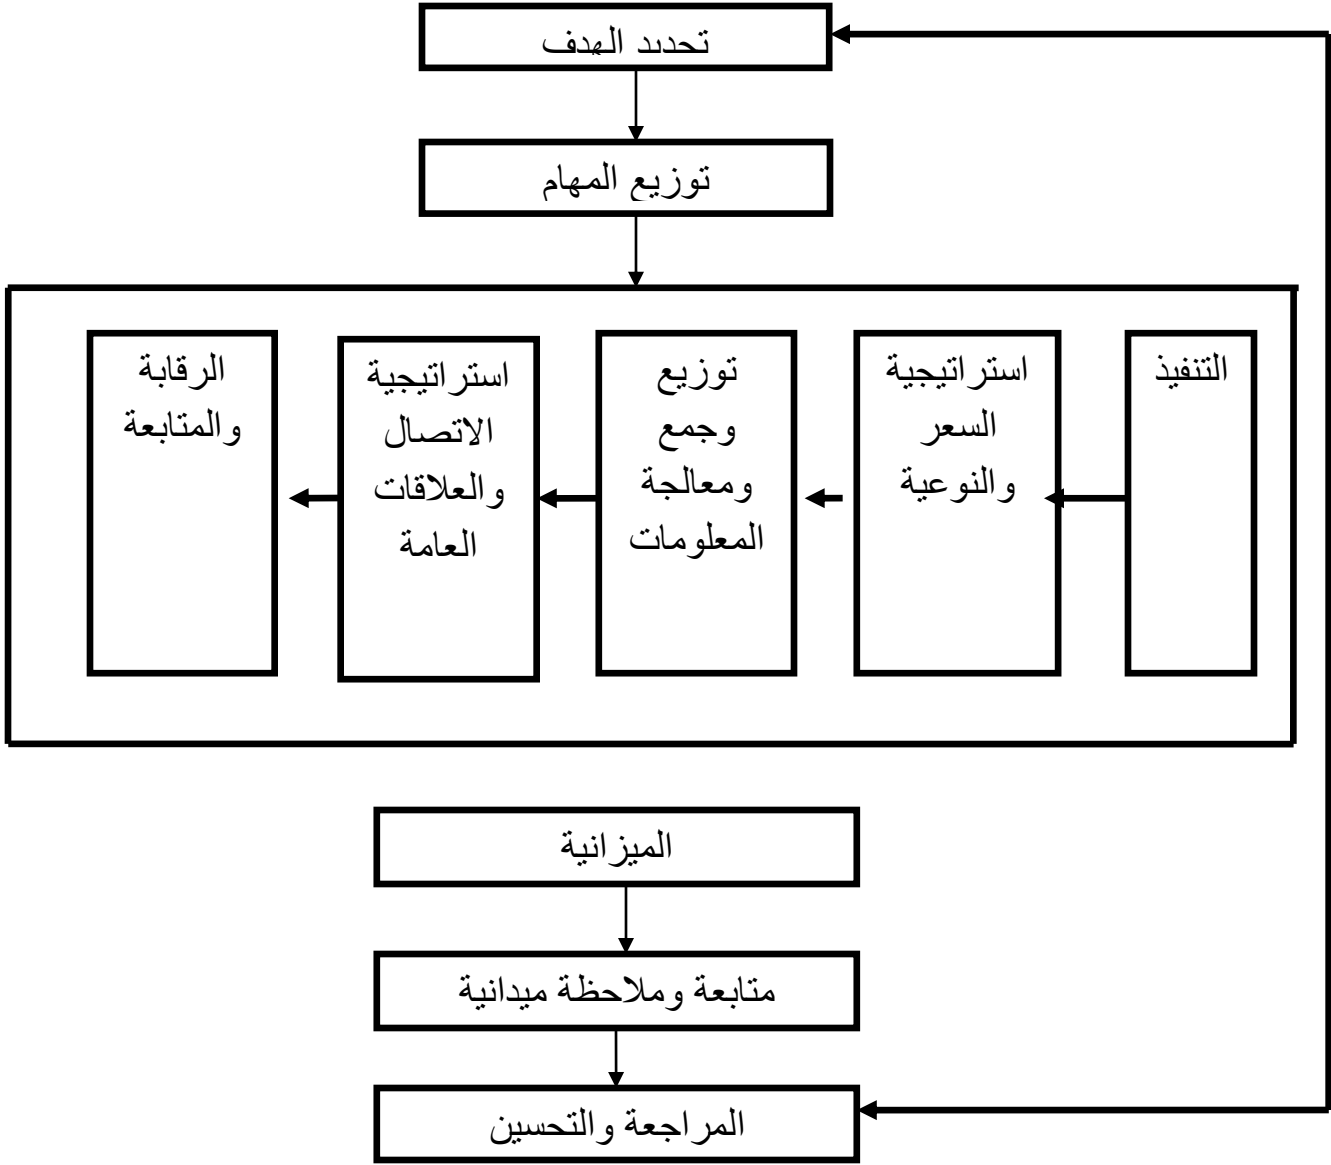 تحديد الهدف
توزيع المهام
التنفيذ
استراتيجية
السعر
والنوعية
توزيع
وجمع
ومعالجة
المعلومات
استراتيجية
الاتصال
والعلاقات
العامة
الرقابة
والمتابعة
الميزانية
متابعة وملاحظة ميدانية
المراجعة والتحسين